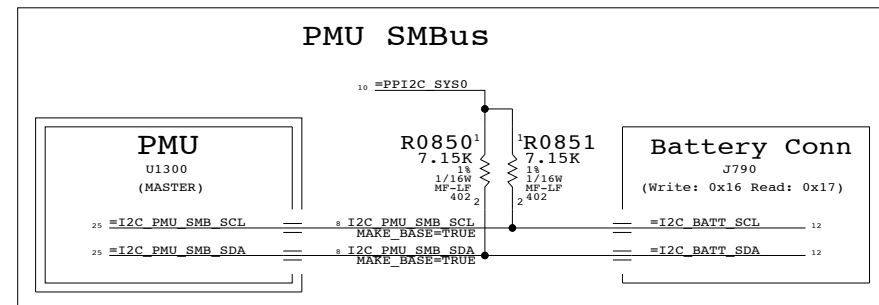 PMU SMBus
10 =PPI2C_SYS0
PMU
U1300
(MASTER)
R0850 1
7.15K
1%
1/16W
MF-LF
402
2
1 R0851
7.15K
1%
1/16W
MF-LF
402
2
Battery Conn
J790
(Write: 0x16 Read: 0x17)
25 =I2C_PMU_SMB_SCL
8 I2C_PMU_SMB_SCL
MAKE_BASE=TRUE
=I2C_BATT_SCL 12
25 =I2C_PMU_SMB_SDA
8 I2C_PMU_SMB_SDA
MAKE_BASE=TRUE
=I2C_BATT_SDA 12